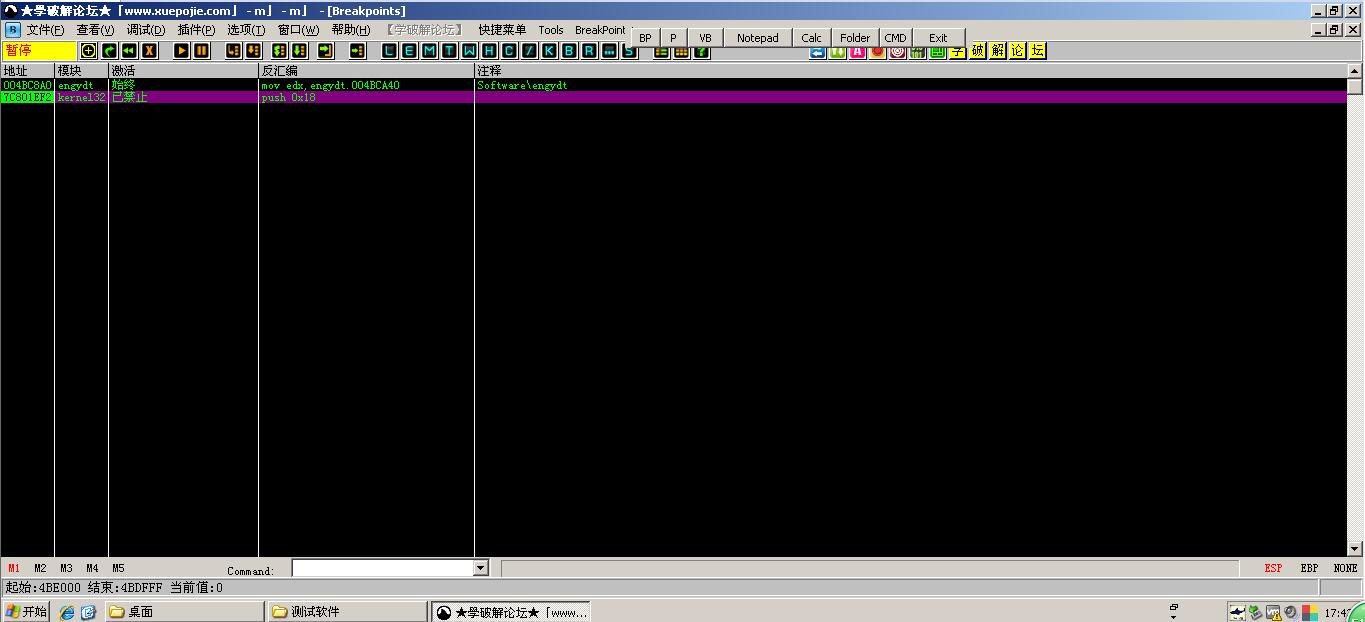 ★学破解论坛★「www.xuepojie.com」 - m」 - m」 - [Breakpoints]
B 文件(F) 查看(V) 调试(D) 插件(P) 选项(T) 窗口(W) 帮助(H) 【学破解论坛】 快捷菜单 Tools BreakPoint
BP P VB Notepad Calc Folder CMD Exit
暂停 L E M T W H C / K B R ... S ? A 字 破 解 论 坛
地址 模块 激活 反汇编 注释
004BC8A0 engydt 始终 mov edx,engydt.004BCA40 Software\engydt
7C801EF2 kernel32 已禁止 push 0x18
M1 M2 M3 M4 M5 Command: ESP EBP NONE
起始:4BE000 结束:4BDFFF 当前值:0
开始 桌面 测试软件 ★学破解论坛★「www...